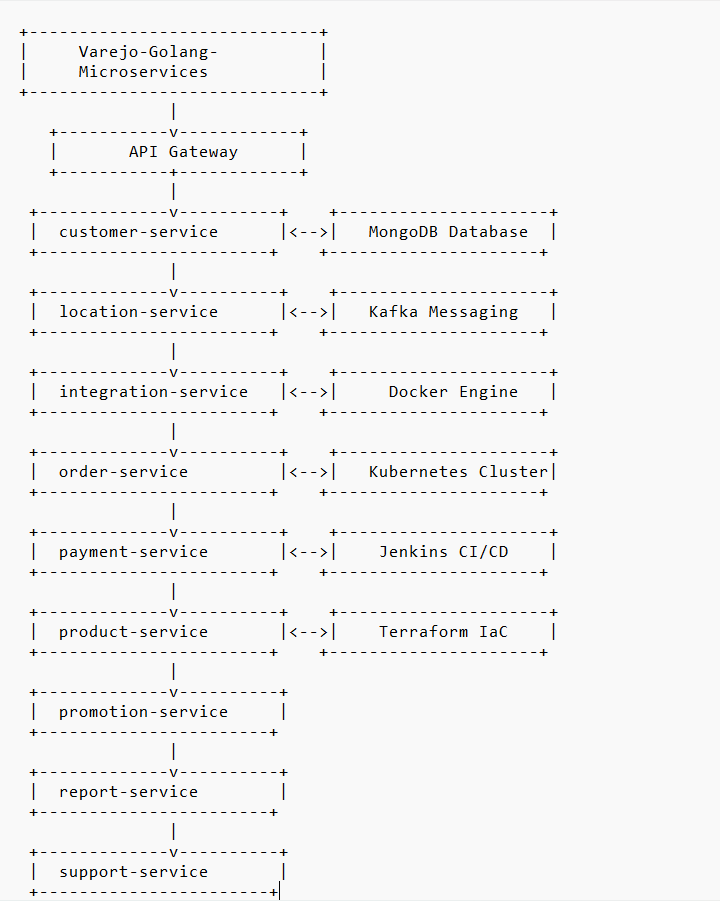 +-----------------------------+
|     Varejo-Golang-          |
|     Microservices           |
+-----------------------------+
               |
   +-----------v------------+
   |       API Gateway      |
   +-----------+------------+
               |
 +-------------v----------+    +---------------------+
 |  customer-service      |<-->|   MongoDB Database  |
 +-----------------------+    +---------------------+
               |
 +-------------v----------+    +---------------------+
 |  location-service      |<-->|   Kafka Messaging   |
 +-----------------------+    +---------------------+
               |
 +-------------v----------+    +---------------------+
 |  integration-service   |<-->|     Docker Engine   |
 +-----------------------+    +---------------------+
               |
 +-------------v----------+    +---------------------+
 |  order-service         |<-->|   Kubernetes Cluster|
 +-----------------------+    +---------------------+
               |
 +-------------v----------+    +---------------------+
 |  payment-service       |<-->|    Jenkins CI/CD    |
 +-----------------------+    +---------------------+
               |
 +-------------v----------+    +---------------------+
 |  product-service       |<-->|    Terraform IaC    |
 +-----------------------+    +---------------------+
               |
 +-------------v----------+
 |  promotion-service     |
 +-----------------------+
               |
 +-------------v----------+
 |  report-service        |
 +-----------------------+
               |
 +-------------v----------+
 |  support-service       |
 +-----------------------+